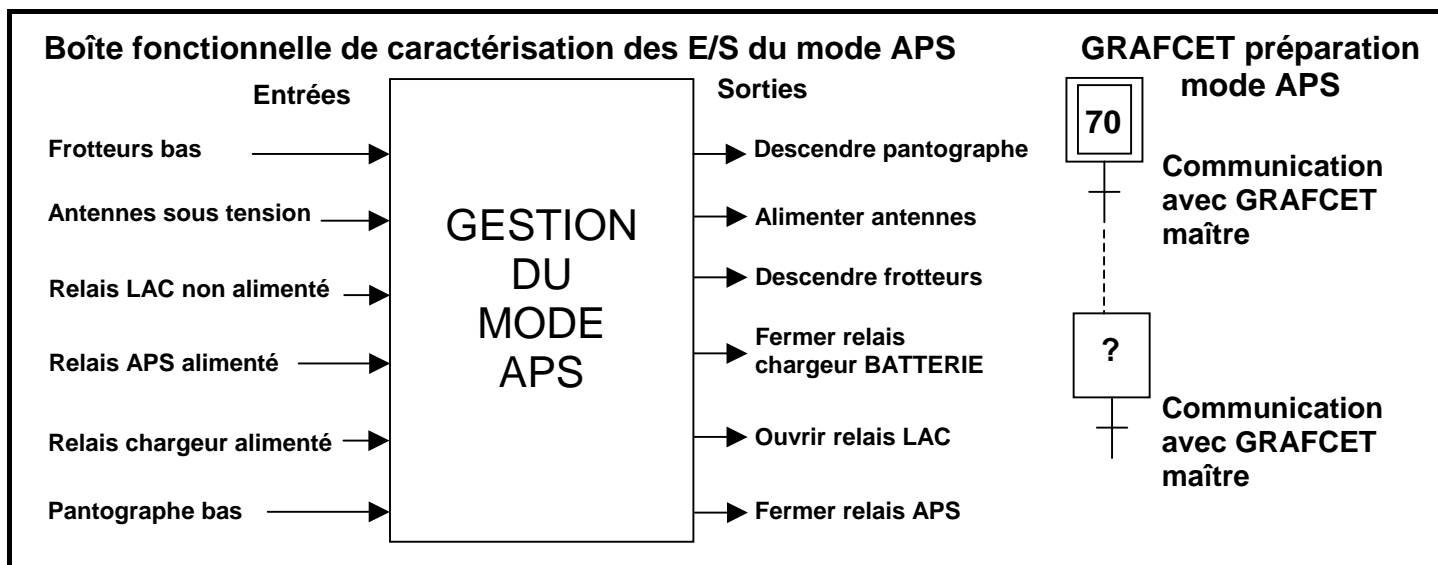 Boîte fonctionnelle de caractérisation des E/S du mode APS
Entrées
Sorties
Frotteurs bas
Antennes sous tension
Relais LAC non alimenté
Relais APS alimenté
Relais chargeur alimenté
Pantographe bas
GESTION
DU
MODE
APS
Descendre pantographe
Alimenter antennes
Descendre frotteurs
Fermer relais
chargeur BATTERIE
Ouvrir relais LAC
Fermer relais APS
GRAFCET préparation
mode APS
70
Communication
avec GRAFCET
maître
?
Communication
avec GRAFCET
maître